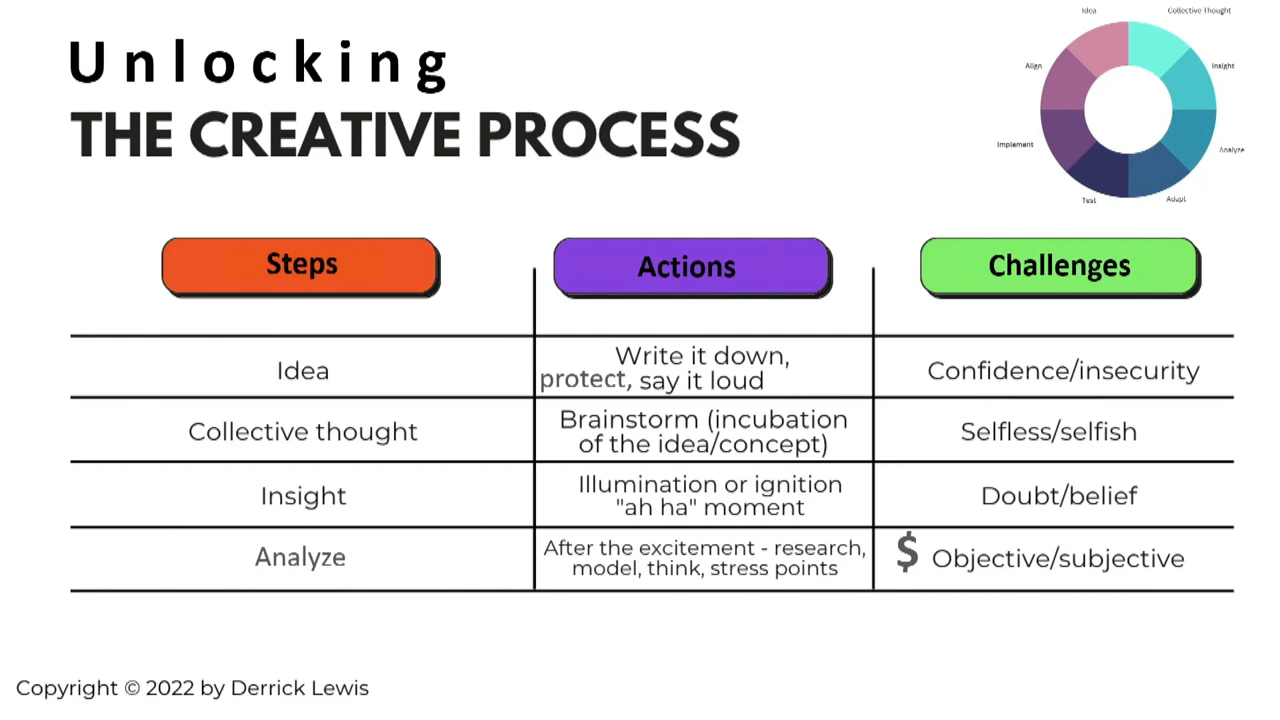 Unlocking
THE CREATIVE PROCESS
Idea
Collective Thought
Align
Insight
Implement
Analyze
Test
Adapt
Steps
Actions
Challenges
Idea
Write it down,
protect, say it loud
Confidence/insecurity
Collective thought
Brainstorm (incubation
of the idea/concept)
Selfless/selfish
Insight
Illumination or ignition
"ah ha" moment
Doubt/belief
Analyze
After the excitement - research,
model, think, stress points
$ Objective/subjective
Copyright © 2022 by Derrick Lewis